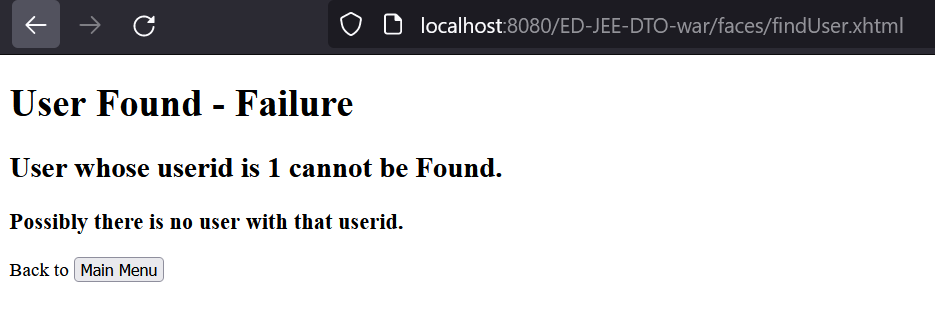 localhost:8080/ED-JEE-DTO-war/faces/findUser.xhtml
User Found - Failure
User whose userid is 1 cannot be Found.
Possibly there is no user with that userid.
Back to Main Menu